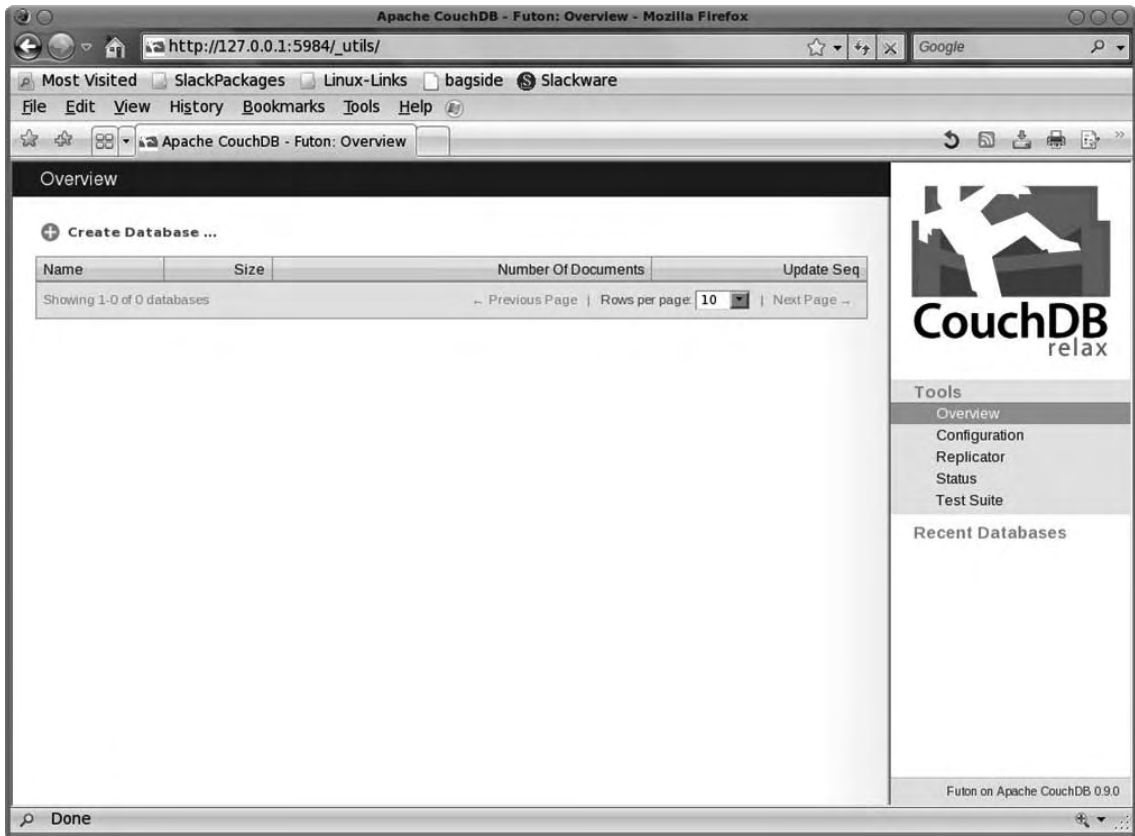 Apache CouchDB - Futon: Overview - Mozilla Firefox
http://127.0.0.1:5984/_utils/
Google
Most Visited SlackPackages Linux-Links bagside Slackware
File Edit View History Bookmarks Tools Help
Apache CouchDB - Futon: Overview
Overview
Create Database ...
Name Size Number Of Documents Update Seq
Showing 1-0 of 0 databases ← Previous Page | Rows per page: 10 | Next Page →
CouchDB
relax
Tools
Overview
Configuration
Replicator
Status
Test Suite
Recent Databases
Futon on Apache CouchDB 0.9.0
Done